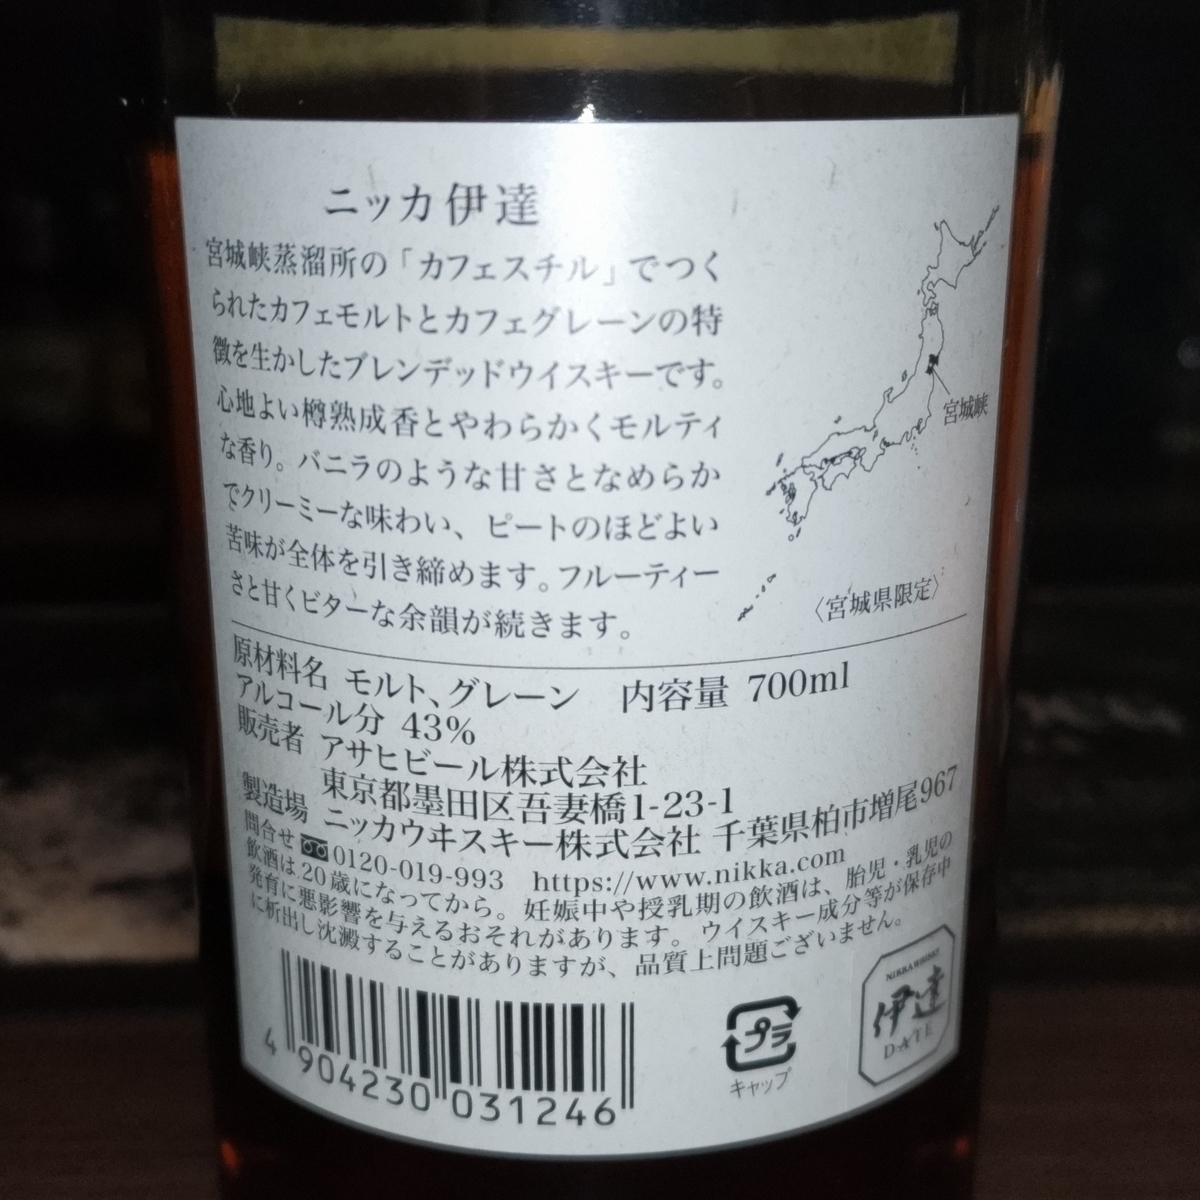 ニッカ伊達
宮城峡蒸溜所の「カフェスチル」でつく
られたカフェモルトとカフェグレーンの特
徴を生かしたブレンデッドウイスキーです。
心地よい樽熟成香とやわらかくモルティ
な香り。バニラのような甘さとなめらか
でクリーミーな味わい、ピートのほどよい
苦味が全体を引き締めます。フルーティー
さと甘くビターな余韻が続きます。
宮城峡
〈宮城県限定〉
原材料名 モルト、グレーン 内容量 700ml
アルコール分 43%
販売者 アサヒビール株式会社
東京都墨田区吾妻橋1-23-1
製造場 ニッカウヰスキー株式会社 千葉県柏市増尾967
問合せ 0120-019-993 https://www.nikka.com
飲酒は20歳になってから。妊娠中や授乳期の飲酒は、胎児・乳児の
発育に悪影響を与えるおそれがあります。ウイスキー成分等が保存中
に析出し沈澱することがありますが、品質上問題ございません。
4 904230 031246
プラ
キャップ
NIKKA WHISKY
伊達
DATE